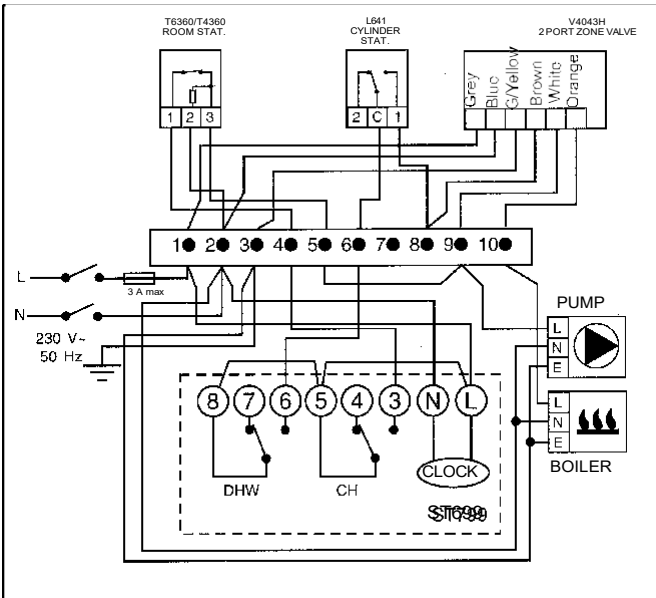 T6360/T4360
ROOM STAT.
L641
CYLINDER
STAT.
V4043H
2 PORT ZONE VALVE
Grey
Blue
G/Yellow
Brown
White
Orange
1 2 3
2 C 1
1 2 3 4 5 6 7 8 9 10
L
3 A max
N
230 V~
50 Hz
PUMP
L
N
E
8 7 6 5 4 3 N L
L
N
E
BOILER
CLOCK
DHW
CH
ST699
ST799